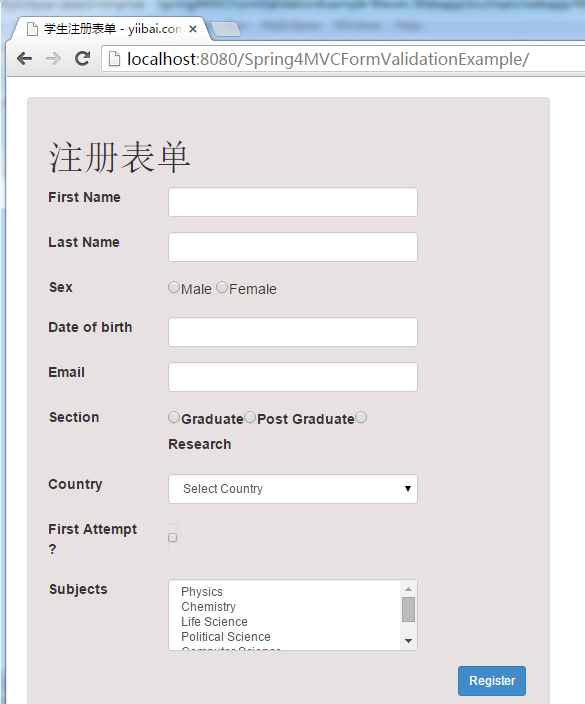 学生注册表单 - yiibai.con
localhost:8080/Spring4MVCFormValidationExample/
注册表单
First Name
Last Name
Sex
Male Female
Date of birth
Email
Section
Graduate Post Graduate
Research
Country
Select Country
First Attempt
?
Subjects
Physics
Chemistry
Life Science
Political Science
Computer Science
Register